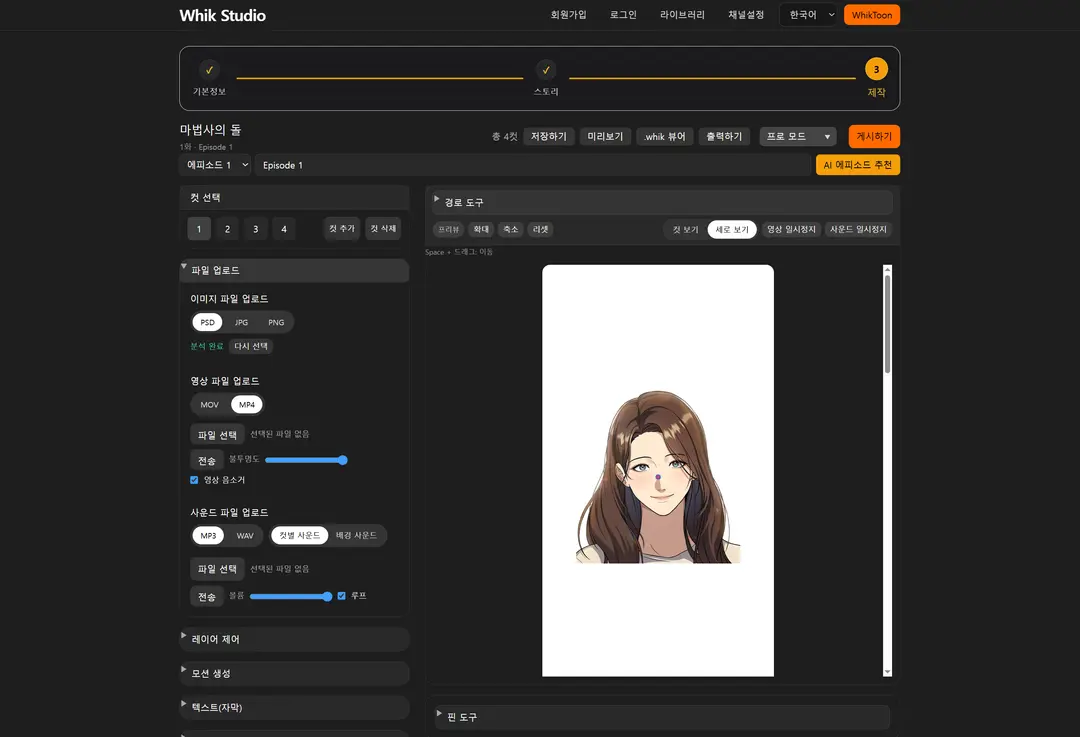 Whik Studio
회원가입 로그인 라이브러리 채널설정 한국어 WhikToon
✓ ✓ 3
기본정보 스토리 제작
마법사의 돌
1화 · Episode 1
총 4컷 저장하기 미리보기 .whik 뷰어 출력하기 프로 모드 게시하기
에피소드 1 Episode 1 AI 에피소드 추천
컷 선택
1 2 3 4 컷 추가 컷 삭제
파일 업로드
이미지 파일 업로드
PSD JPG PNG
분석 완료 다시 선택
영상 파일 업로드
MOV MP4
파일 선택 선택된 파일 없음
전송 불투명도
영상 음소거
사운드 파일 업로드
MP3 WAV 컷별 사운드 배경 사운드
파일 선택 선택된 파일 없음
전송 볼륨 루프
레이어 제어
모션 생성
텍스트(자막)
경로 도구
프리뷰 확대 축소 리셋 컷 보기 세로 보기 영상 일시정지 사운드 일시정지
Space + 드래그: 이동
핀 도구